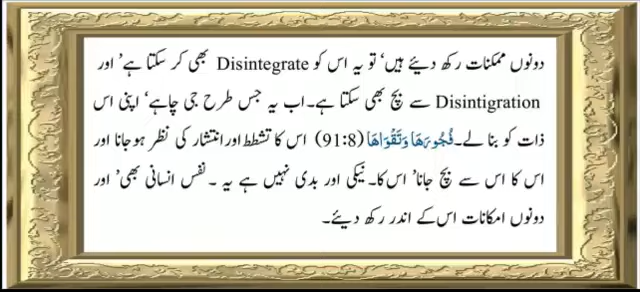 دونوں ممکنات رکھ دیئے ہیں‘ تو یہ اس کو Disintegrate بھی کر سکتا ہے‘ اور
Disintigration سے بچ بھی سکتا ہے۔ اب یہ جس طرح جی چاہے‘ اپنی اس
ذات کو بنا لے۔ فُجُورَهَا وَتَقْوَاهَا (91:8) اس کا تشطط اور انتشار کی نظر ہو جانا اور
اس کا اس سے بچ جانا‘ اس کا۔ نیکی اور بدی نہیں ہے یہ ۔ نفس انسانی بھی‘ اور
دونوں امکانات اس کے اندر رکھ دیئے۔